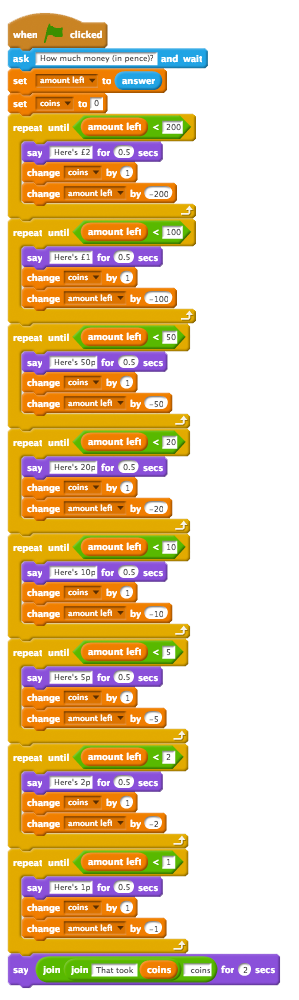 when clicked
ask How much money (in pence)? and wait
set amount left to answer
set coins to 0
repeat until amount left < 200
say Here's £2 for 0.5 secs
change coins by 1
change amount left by -200
repeat until amount left < 100
say Here's £1 for 0.5 secs
change coins by 1
change amount left by -100
repeat until amount left < 50
say Here's 50p for 0.5 secs
change coins by 1
change amount left by -50
repeat until amount left < 20
say Here's 20p for 0.5 secs
change coins by 1
change amount left by -20
repeat until amount left < 10
say Here's 10p for 0.5 secs
change coins by 1
change amount left by -10
repeat until amount left < 5
say Here's 5p for 0.5 secs
change coins by 1
change amount left by -5
repeat until amount left < 2
say Here's 2p for 0.5 secs
change coins by 1
change amount left by -2
repeat until amount left < 1
say Here's 1p for 0.5 secs
change coins by 1
change amount left by -1
say join join That took coins coins for 2 secs